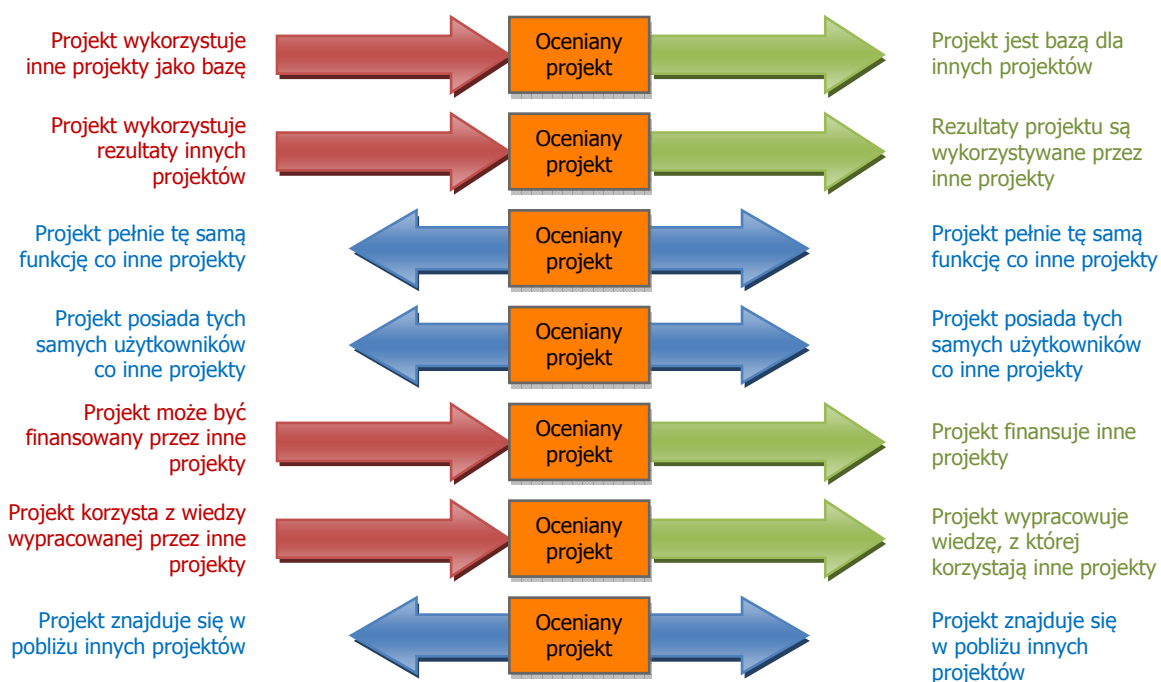 Projekt wykorzystuje
inne projekty jako bazę
Oceniany
projekt
Projekt jest bazą dla
innych projektów
Projekt wykorzystuje
rezultaty innych
projektów
Oceniany
projekt
Rezultaty projektu są
wykorzystywane przez
inne projekty
Projekt pełnie tę samą
funkcję co inne projekty
Oceniany
projekt
Projekt pełnie tę samą
funkcję co inne projekty
Projekt posiada tych
samych użytkowników
co inne projekty
Oceniany
projekt
Projekt posiada tych
samych użytkowników
co inne projekty
Projekt może być
finansowany przez inne
projekty
Oceniany
projekt
Projekt finansuje inne
projekty
Projekt korzysta z wiedzy
wypracowanej przez inne
projekty
Oceniany
projekt
Projekt wypracowuje
wiedzę, z której
korzystają inne projekty
Projekt znajduje się w
pobliżu innych projektów
Oceniany
projekt
Projekt znajduje się
w pobliżu innych
projektów